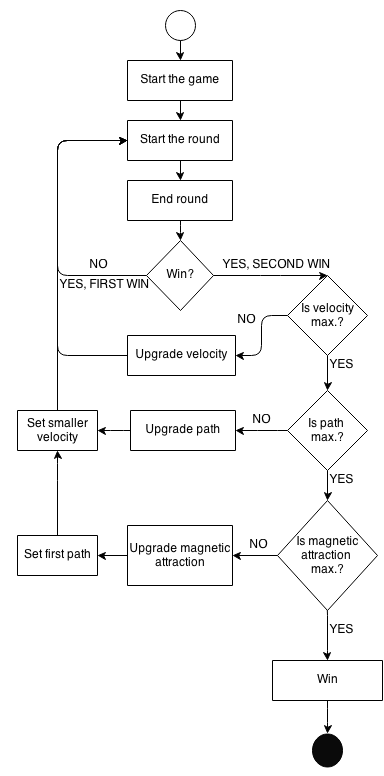 Start the game
Start the round
End round
Win?
NO
YES, FIRST WIN
YES, SECOND WIN
Is velocity
max.?
NO
YES
Upgrade velocity
Is path
max.?
NO
YES
Upgrade path
Set smaller
velocity
Is magnetic
attraction
max.?
NO
YES
Upgrade magnetic
attraction
Set first path
Win